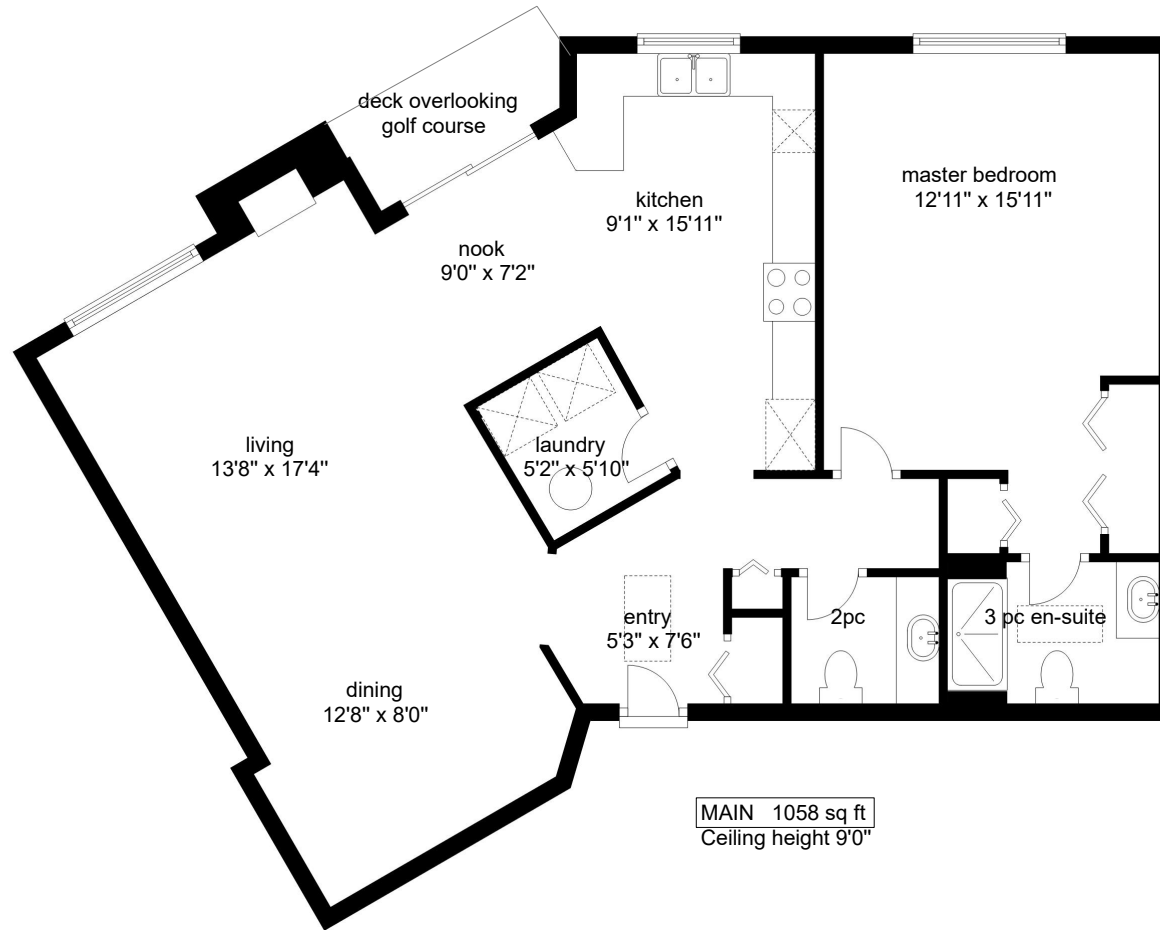 deck overlooking
golf course
master bedroom
12'11" x 15'11"
kitchen
9'1" x 15'11"
nook
9'0" x 7'2"
living
13'8" x 17'4"
laundry
5'2" x 5'10"
entry
5'3" x 7'6"
2pc
3 pc en-suite
dining
12'8" x 8'0"
MAIN 1058 sq ft
Ceiling height 9'0"